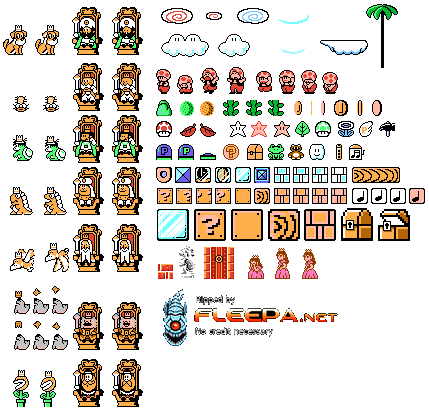 P P
?
?
Ripped by
FLEEPA.NET
No credit necessary